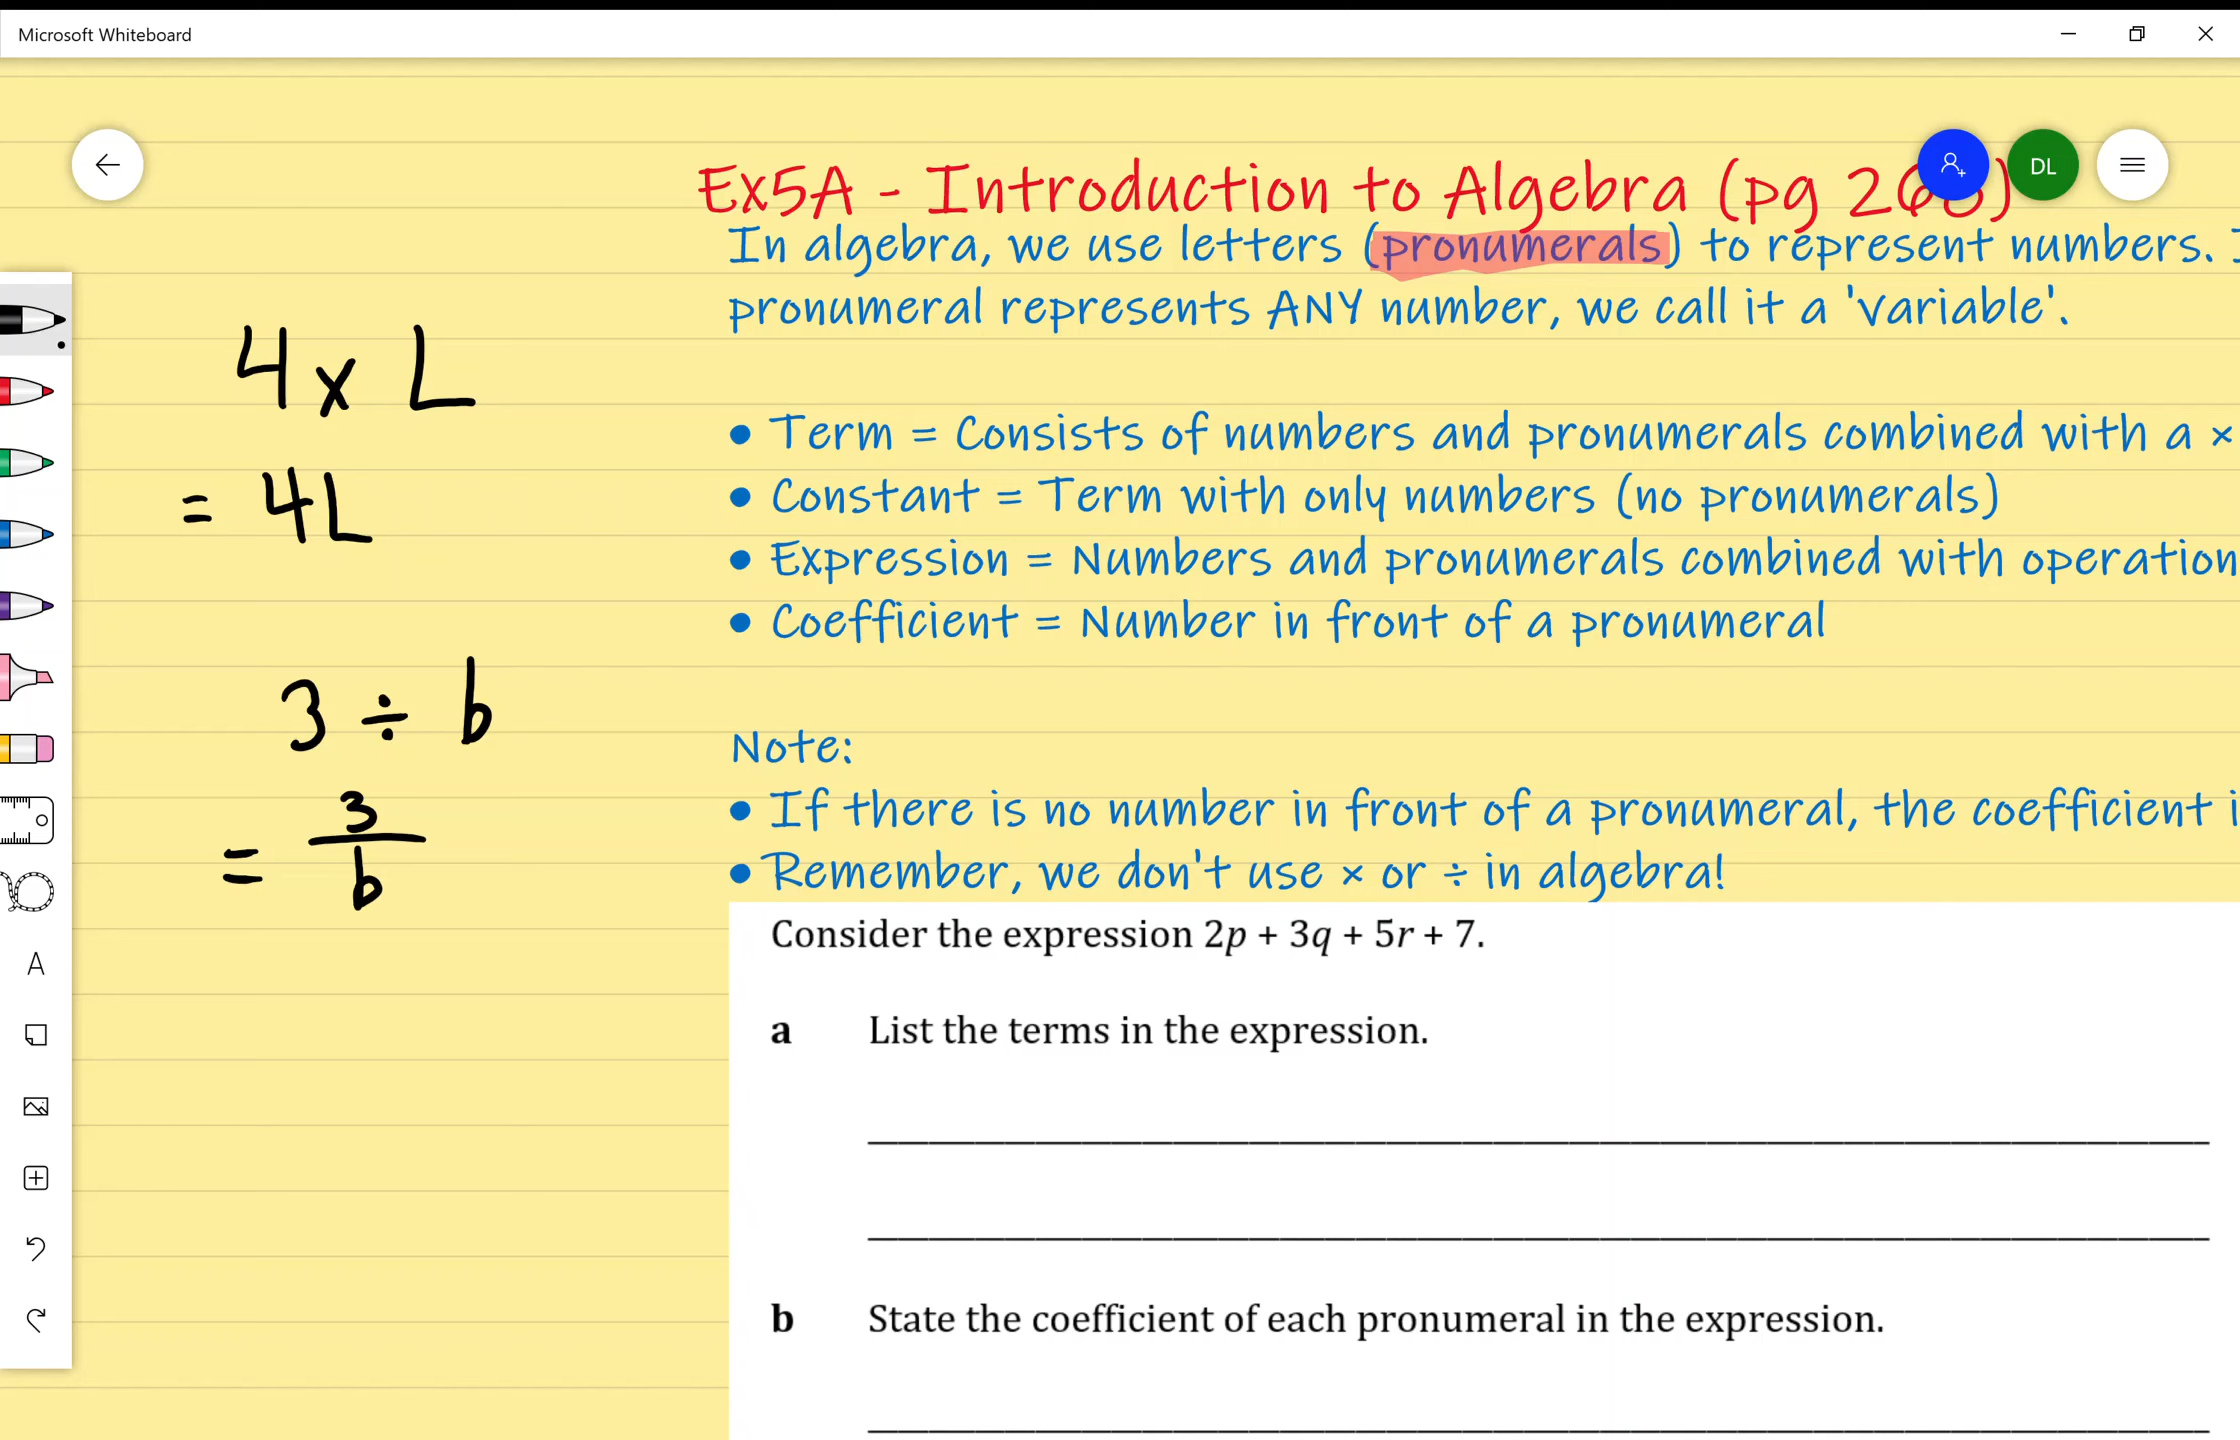 Microsoft Whiteboard
Ex5A - Introduction to Algebra (pg
DL
In algebra, we use letters (pronumerals) to represent numbers.
pronumeral represents ANY number, we call it a 'variable'.
4 x L
= 4L
• Term = Consists of numbers and pronumerals combined with a ×
• Constant = Term with only numbers (no pronumerals)
• Expression = Numbers and pronumerals combined with operation
• Coefficient = Number in front of a pronumeral
3 ÷ b
= 3/b
Note:
• If there is no number in front of a pronumeral, the coefficient
• Remember, we don't use × or ÷ in algebra!
Consider the expression 2p + 3q + 5r + 7.
a List the terms in the expression.
b State the coefficient of each pronumeral in the expression.